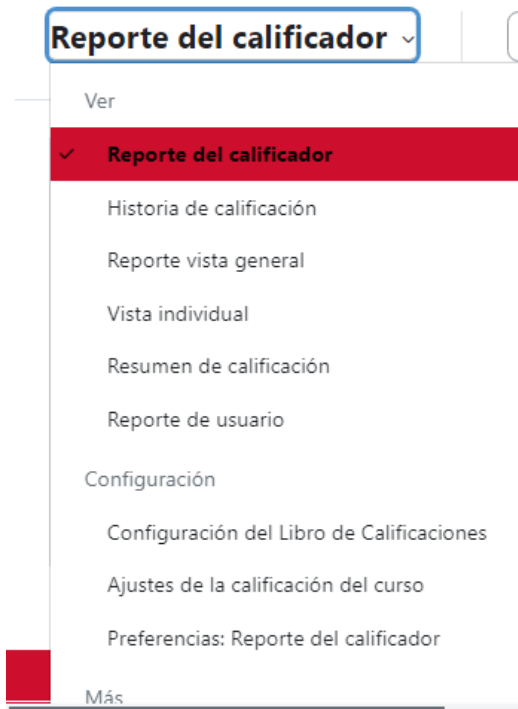 Reporte del calificador
Ver
Reporte del calificador
Historia de calificación
Reporte vista general
Vista individual
Resumen de calificación
Reporte de usuario
Configuración
Configuración del Libro de Calificaciones
Ajustes de la calificación del curso
Preferencias: Reporte del calificador
Más